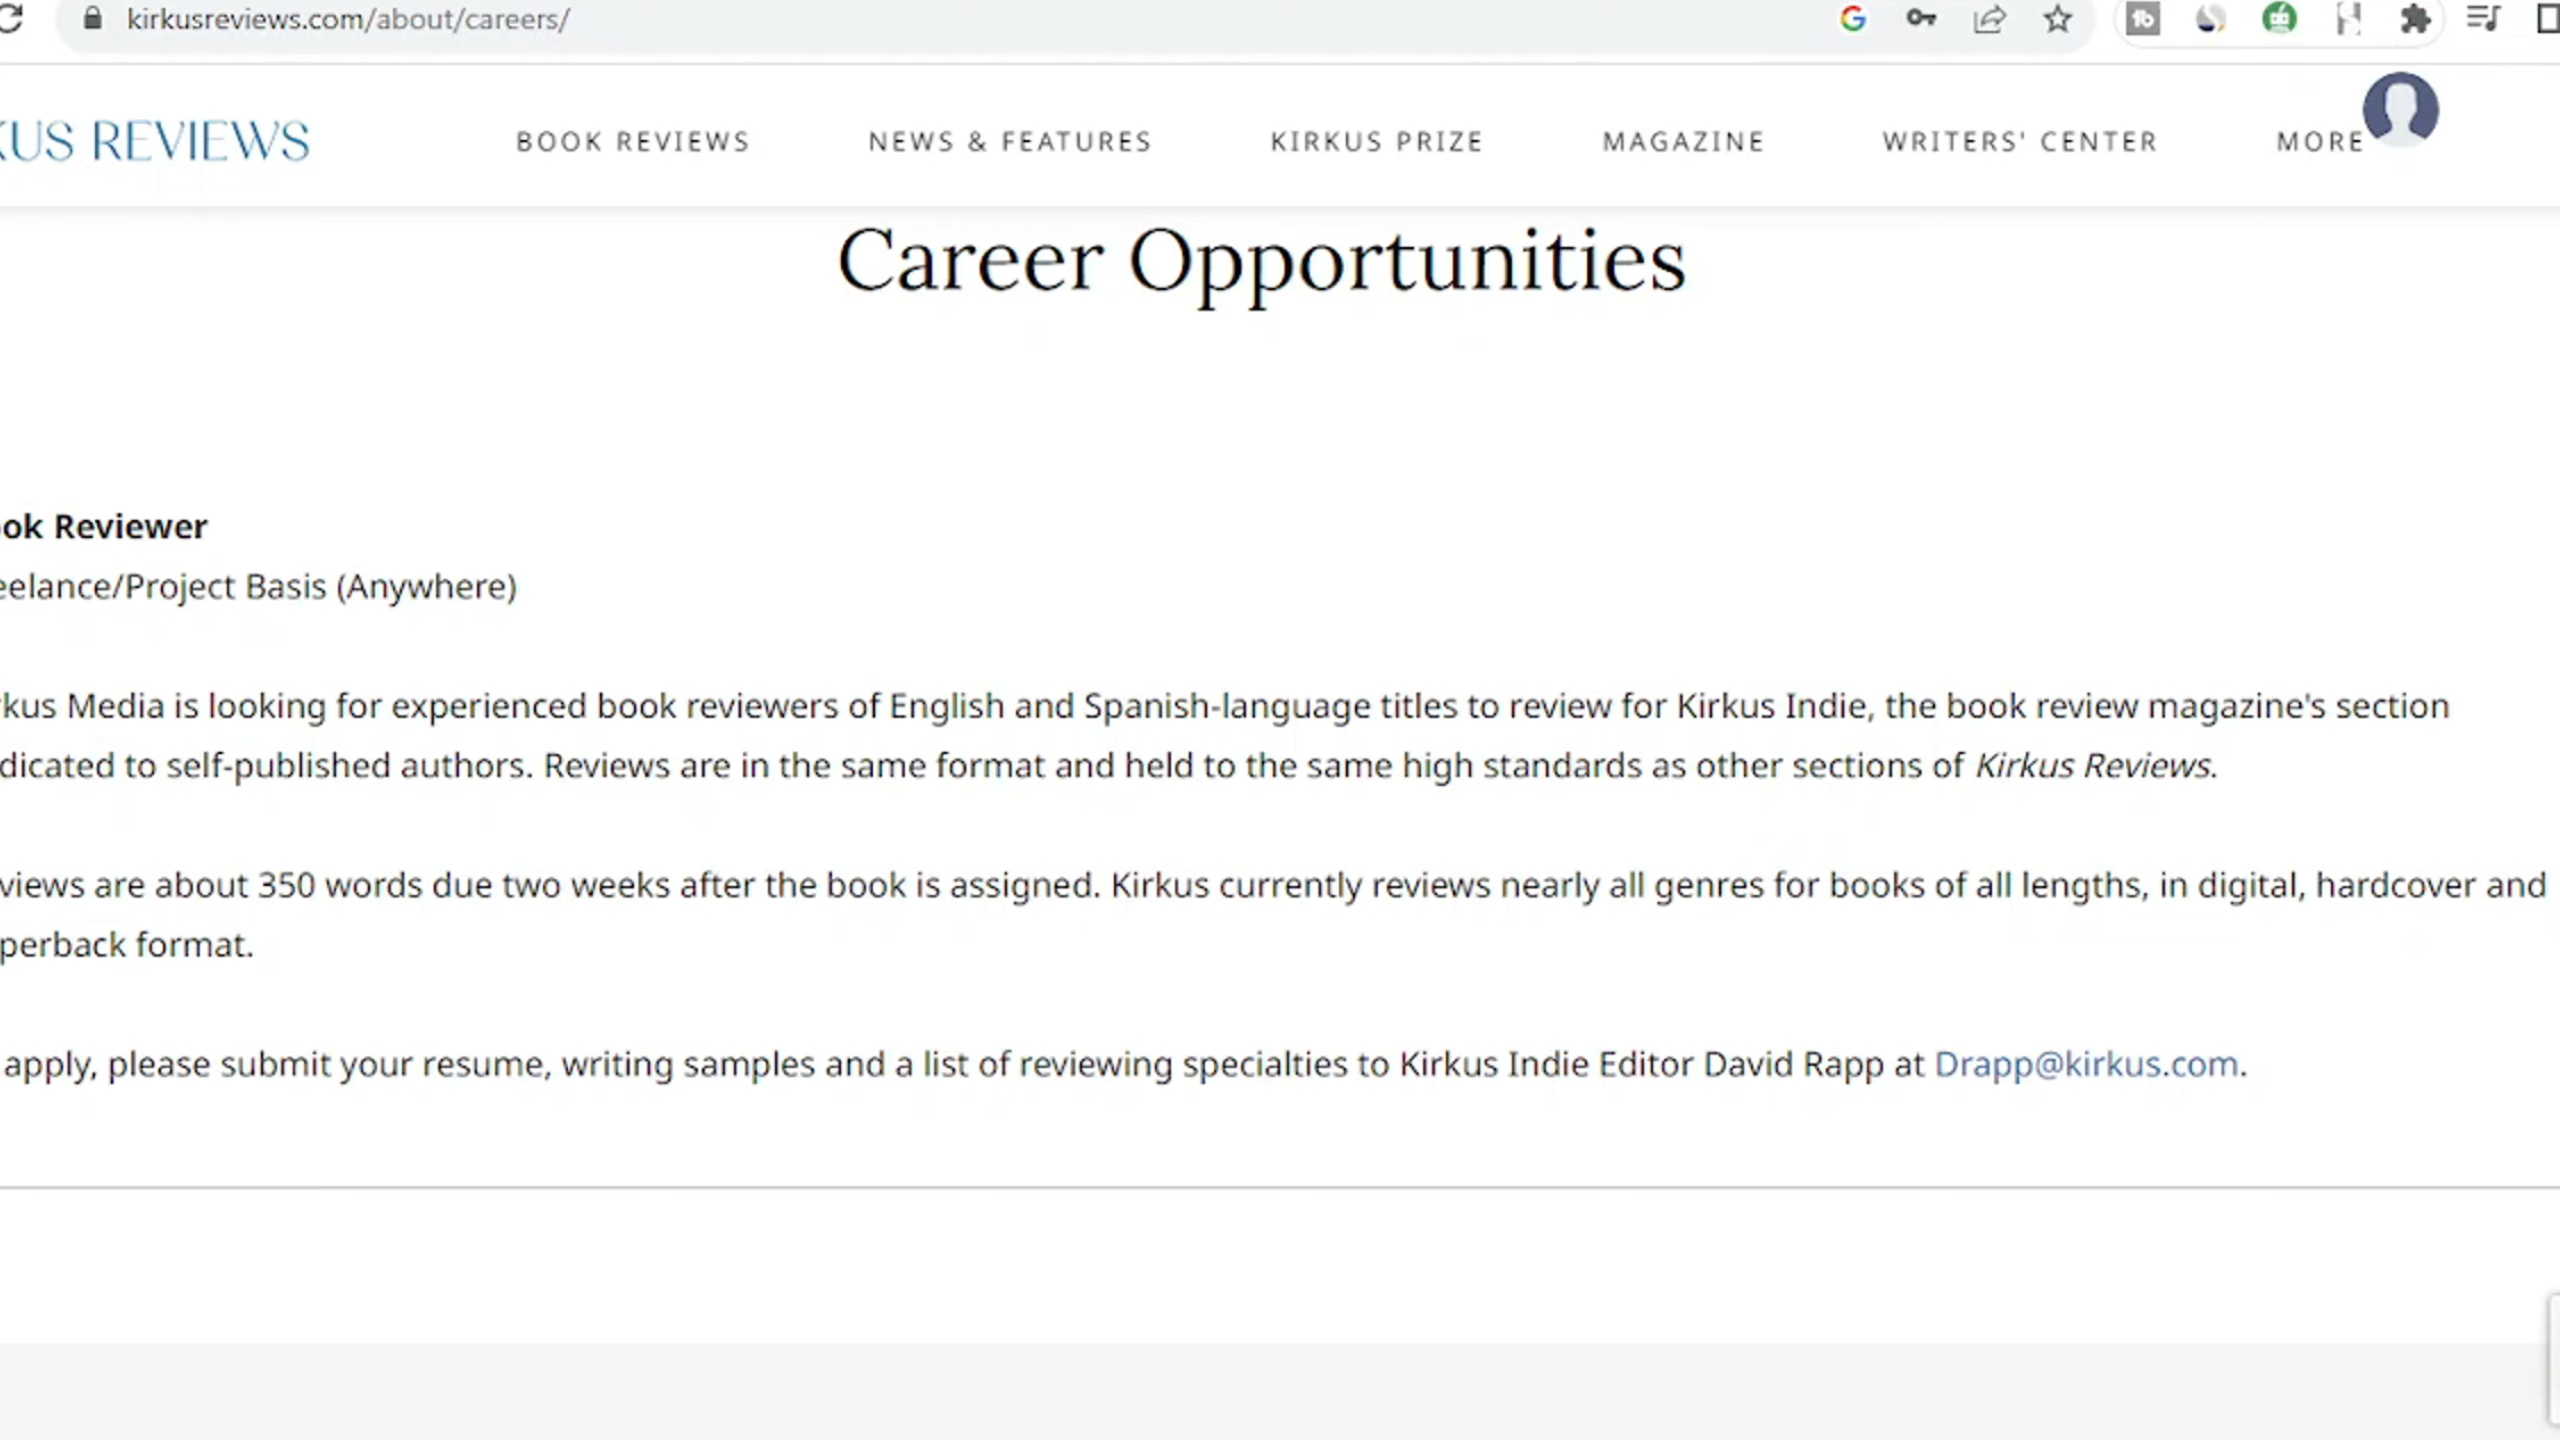 kirkusreviews.com/about/careers/
KUS REVIEWS
BOOK REVIEWS
NEWS & FEATURES
KIRKUS PRIZE
MAGAZINE
WRITERS' CENTER
MORE
Career Opportunities
ok Reviewer
eelance/Project Basis (Anywhere)
rkus Media is looking for experienced book reviewers of English and Spanish-language titles to review for Kirkus Indie, the book review magazine's section
dicated to self-published authors. Reviews are in the same format and held to the same high standards as other sections of Kirkus Reviews.
views are about 350 words due two weeks after the book is assigned. Kirkus currently reviews nearly all genres for books of all lengths, in digital, hardcover and
perback format.
apply, please submit your resume, writing samples and a list of reviewing specialties to Kirkus Indie Editor David Rapp at Drapp@kirkus.com.